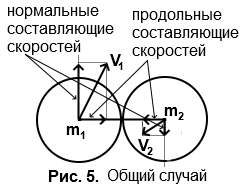 нормальные
составляющие
скоростей
продольные
составляющие
скоростей
V1
m1
m2
V2
Рис. 5. Общий случай